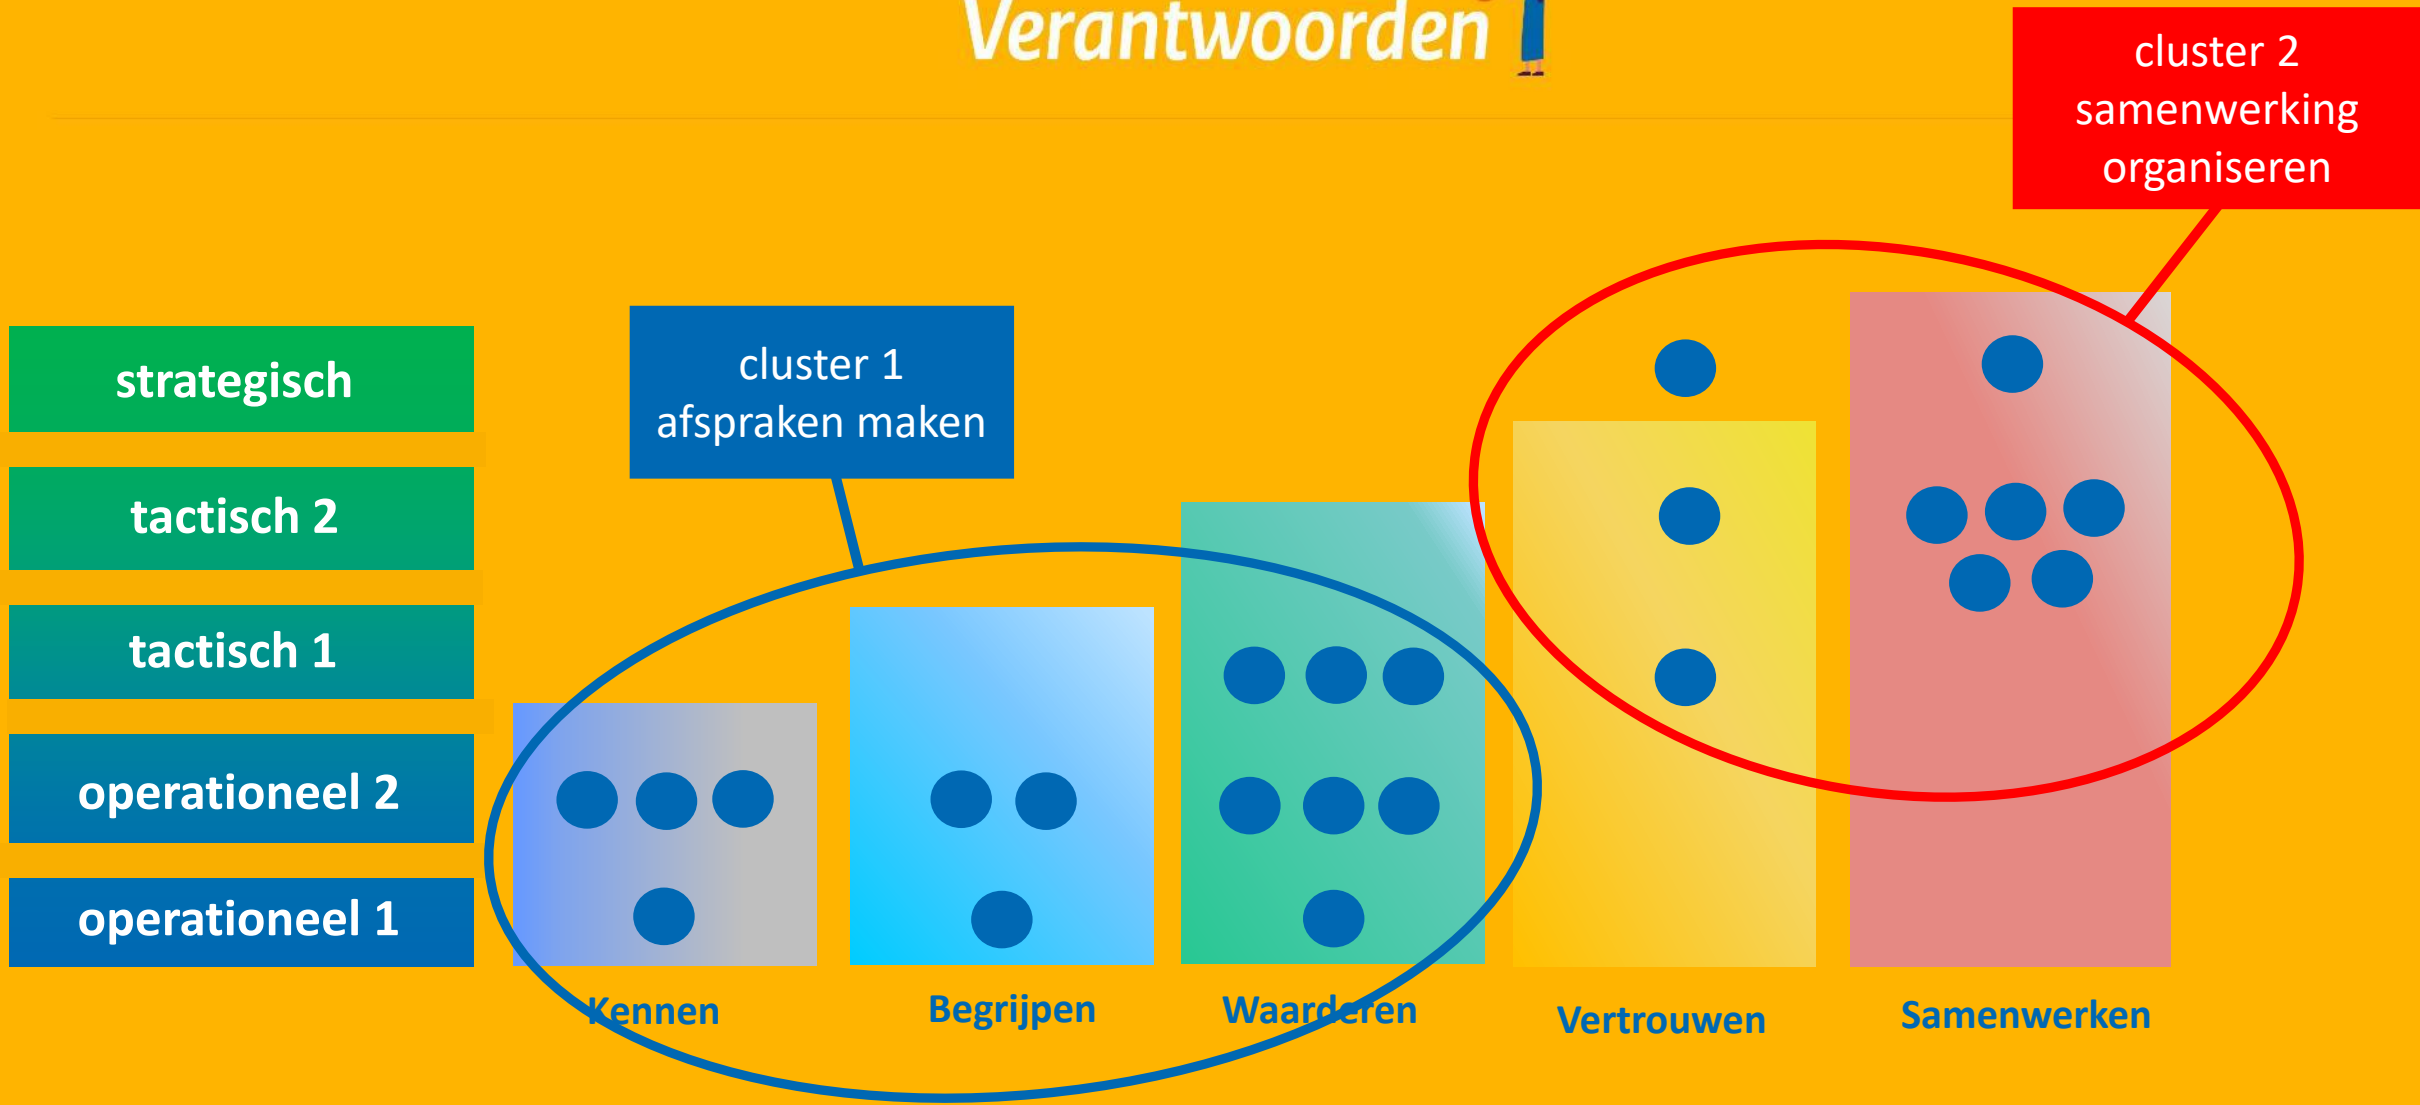 Verantwoorden
cluster 2
samenwerking
organiseren
cluster 1
afspraken maken
strategisch
tactisch 2
tactisch 1
operationeel 2
operationeel 1
Kennen
Begrijpen
Waarderen
Vertrouwen
Samenwerken